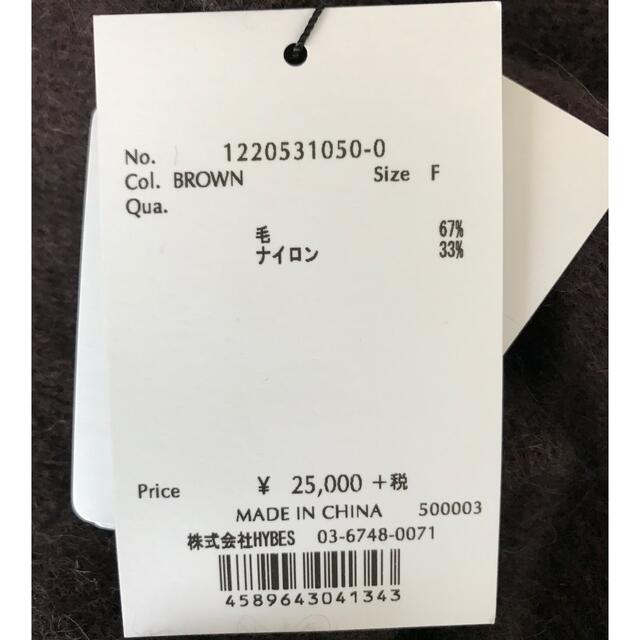 No. 1220531050-0
Col. BROWN Size F
Qua.
毛 67%
ナイロン 33%
Price ¥ 25,000 +税
MADE IN CHINA 500003
株式会社HYBES 03-6748-0071
4589643041343